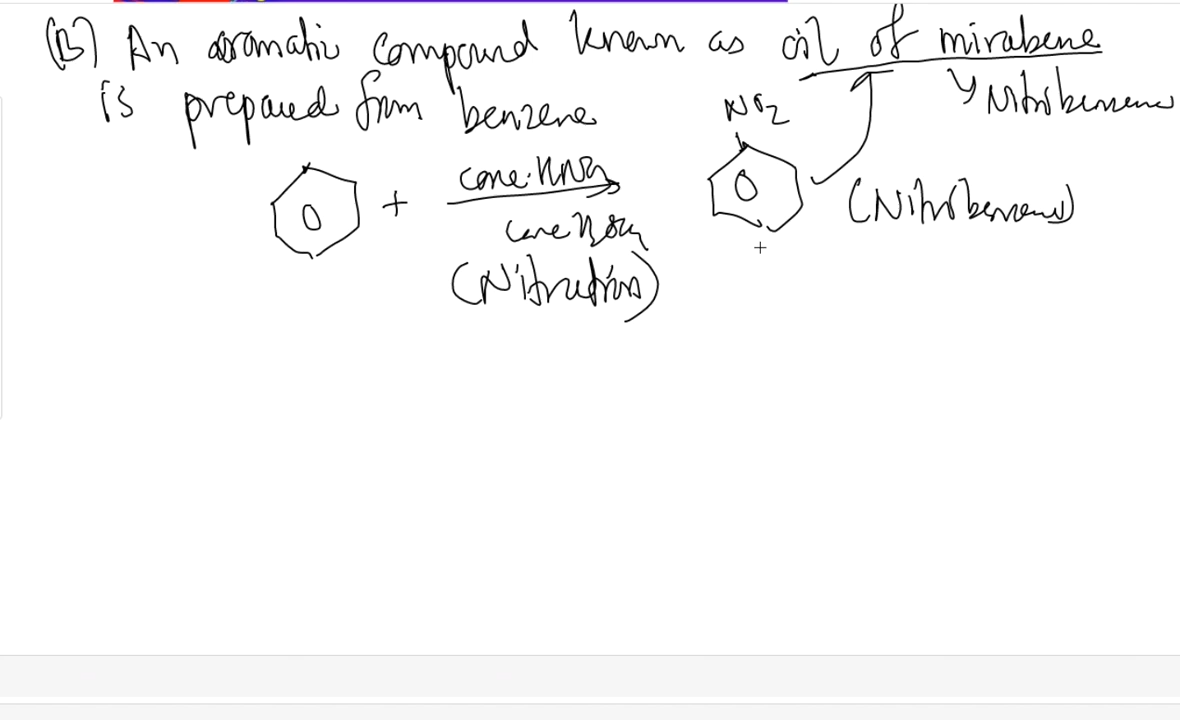 (B) An aromatic compound known as oil of mirabene
↳ Nitrobenzene
is prepared from benzene
NO2
+ conc. HNO3
conc H2SO4
(Nitrobenzene)
+
(Nitration)